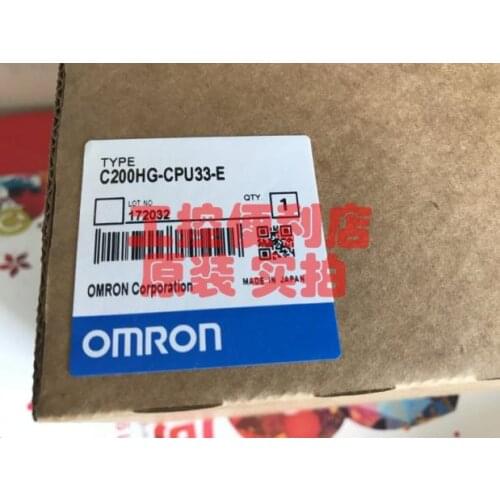 TYPE
C200HG-CPU33-E
LOT NO QTY
172032 1
工控便利店
原装 实拍
OMRON Corporation MADE IN JAPAN
OMRON